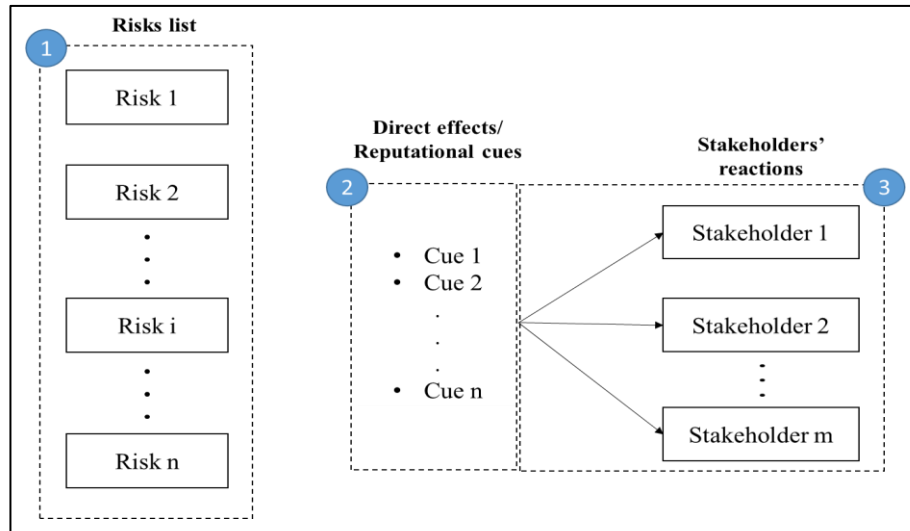 Risks list
1
Risk 1
Risk 2
Risk i
Risk n
Direct effects/
Reputational cues
2
• Cue 1
• Cue 2
.
.
.
• Cue n
Stakeholders'
reactions
3
Stakeholder 1
Stakeholder 2
Stakeholder m